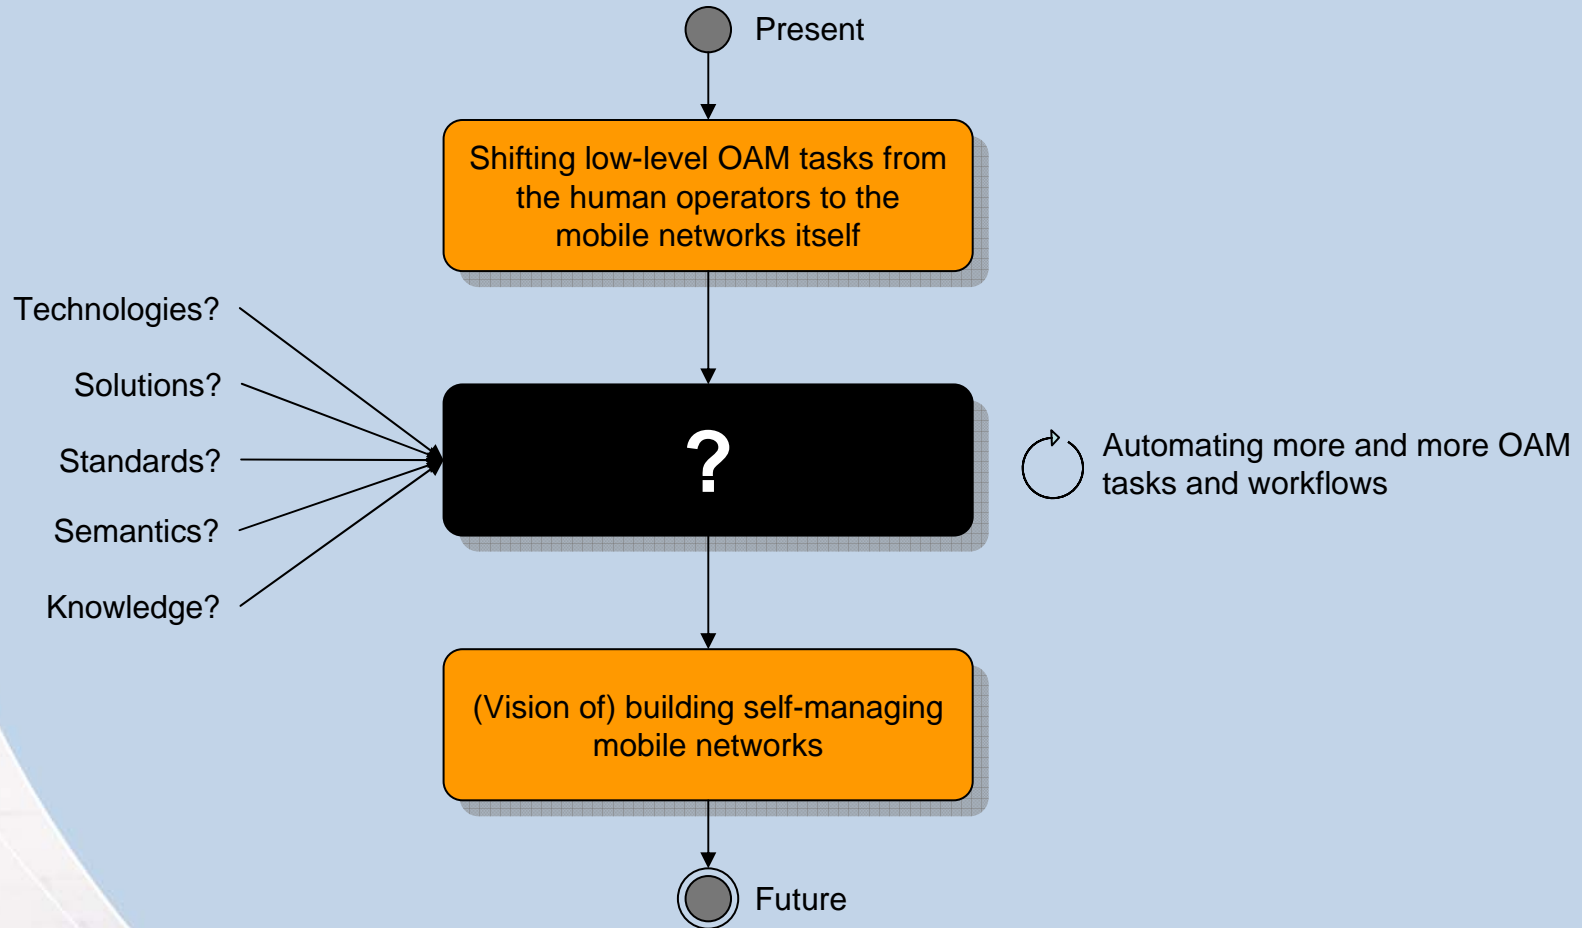 Present
Shifting low-level OAM tasks from
the human operators to the
mobile networks itself
Technologies?
Solutions?
Standards?
Semantics?
Knowledge?
?
Automating more and more OAM
tasks and workflows
(Vision of) building self-managing
mobile networks
Future